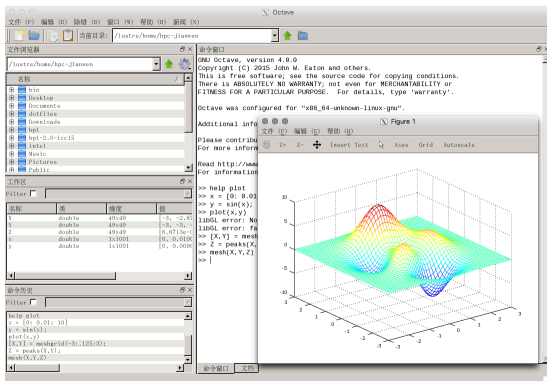 Octave
文件 (F) 编辑 (E) 除错 (B) 窗口 (W) 帮助 (H) 新闻 (N)
当前目录: /lustre/home/hpc-jianwen
文件浏览器
/lustre/home/hpc-jianwen
名称
bin
Desktop
Documents
dotfiles
Downloads
hpl
hpl-2.0-icc15
intel
Music
Pictures
Public
工作区
Filter
名称 类 维度 值
X double 49x49 [-3, -2.87
Y double 49x49 [-3, -3, -
Z double 49x49 [6.6713e-0
x double 1x1001 [0, 0.0100
y double 1x1001 [0, 0.0099
命令历史
Filter
help plot
x = [0: 0.01: 10]
y = sin(x);
plot(x,y)
[X,Y] = meshgrid(-3:.125:3);
Z = peaks(X,Y);
mesh(X,Y,Z)
命令窗口
GNU Octave, version 4.0.0
Copyright (C) 2015 John W. Eaton and others.
This is free software; see the source code for copying conditions.
There is ABSOLUTELY NO WARRANTY; not even for MERCHANTABILITY or
FITNESS FOR A PARTICULAR PURPOSE. For details, type 'warranty'.
Octave was configured for "x86_64-unknown-linux-gnu".
Additional info
Please contribu
For more inform
Read http://www
For information
>> help plot
>> x = [0: 0.01
>> y = sin(x);
>> plot(x,y)
libGL error: No
libGL error: fa
>> [X,Y] = mesh
>> Z = peaks(X,
>> mesh(X,Y,Z)
>>
命令窗口 文档
Figure 1
文件 (F) 编辑 (E) 帮助 (H)
Z+ Z- Insert Text Axes Grid Autoscale
10
5
0
-5
-10
3
2
1
0
-1
-2
-3
-3
-2
-1
0
1
2
3